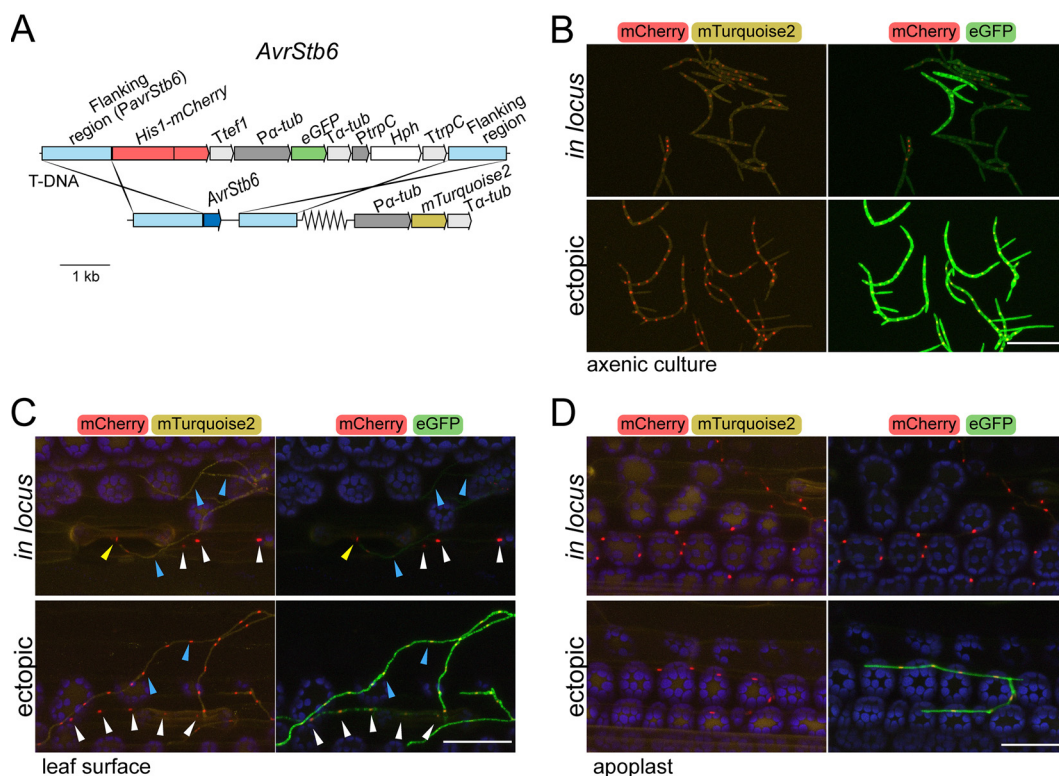 A
AvrStb6
Flanking
region (PavrStb6)
His1-mCherry
Ttef1
Pα-tub
eGFP
Tα-tub
PtrpC
Hph
TtrpC
Flanking
region
T-DNA
AvrStb6
Pα-tub
mTurquoise2
Tα-tub
1 kb
B
mCherry mTurquoise2
mCherry eGFP
in locus
ectopic
axenic culture
C
mCherry mTurquoise2
mCherry eGFP
in locus
ectopic
leaf surface
D
mCherry mTurquoise2
mCherry eGFP
in locus
ectopic
apoplast